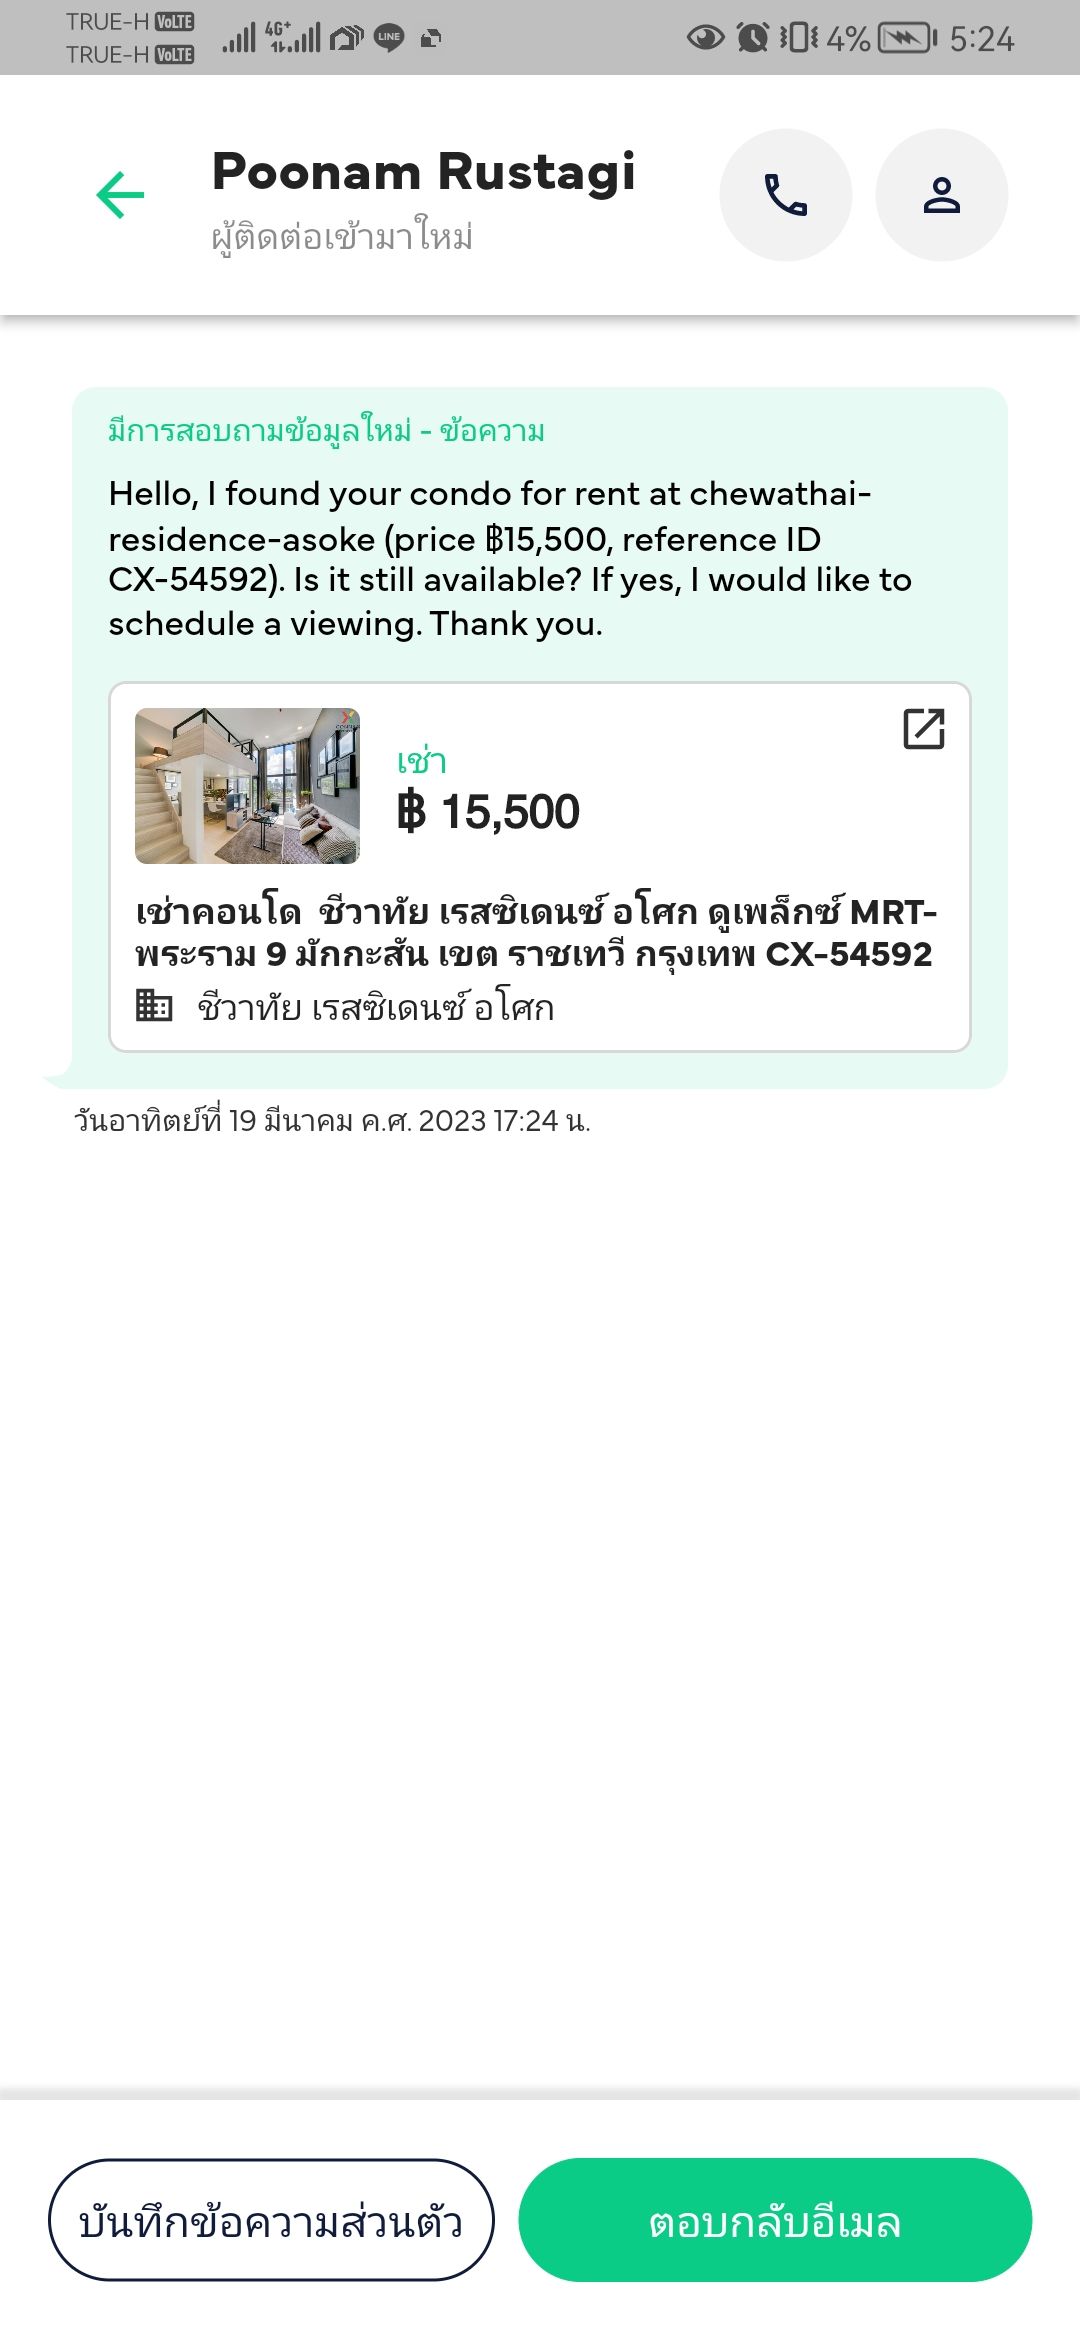 TRUE-H VoLTE
TRUE-H VoLTE
4G+
LINE
4%
5:24
Poonam Rustagi
ผู้ติดต่อเข้ามาใหม่
มีการสอบถามข้อมูลใหม่ - ข้อความ
Hello, I found your condo for rent at chewathai-
residence-asoke (price ฿15,500, reference ID
CX-54592). Is it still available? If yes, I would like to
schedule a viewing. Thank you.
เช่า
฿ 15,500
เช่าคอนโด  ชีวาทัย เรสซิเดนซ์ อโศก ดูเพล็กซ์ MRT-
พระราม 9 มักกะสัน เขต ราชเทวี กรุงเทพ CX-54592
ชีวาทัย เรสซิเดนซ์ อโศก
วันอาทิตย์ที่ 19 มีนาคม ค.ศ. 2023 17:24 น.
บันทึกข้อความส่วนตัว
ตอบกลับอีเมล